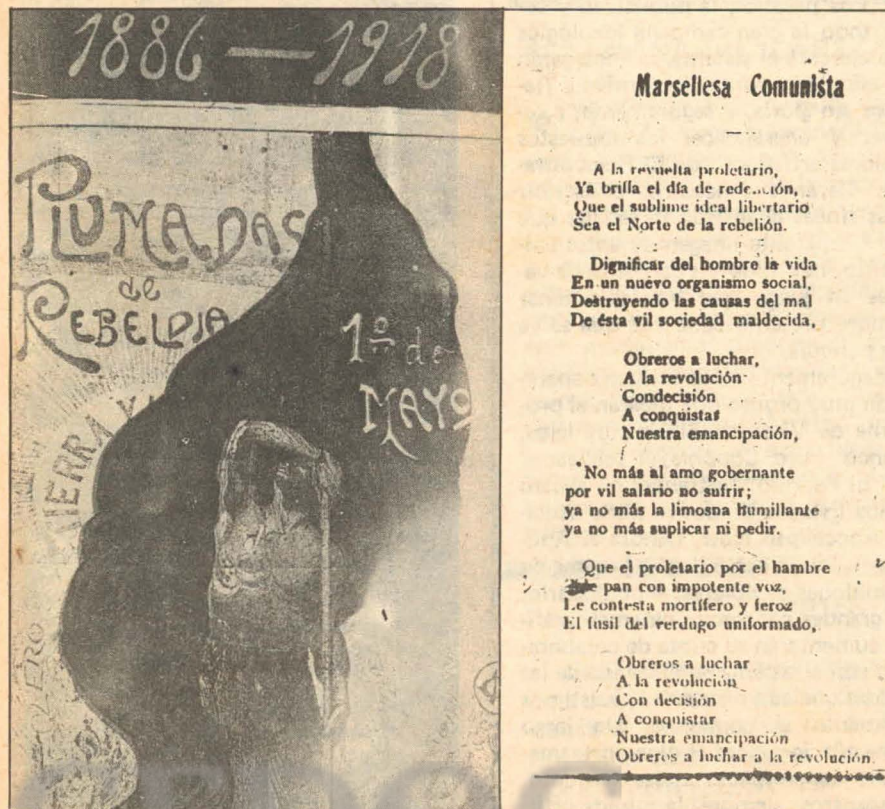 1886 — 1918
PLUMADAS
de
REBELDIA
1º de
MAYO
TIERRA Y
Marsellesa Comunista
A la revuelta proletario,
Ya brilla el día de redención,
Que el sublime ideal libertario
Sea el Norte de la rebelión.
Dignificar del hombre la vida
En un nuevo organismo social,
Destruyendo las causas del mal
De ésta vil sociedad maldecida,
Obreros a luchar,
A la revolución
Condecisión
A conquistar
Nuestra emancipación,
No más al amo gobernante
por vil salario no sufrir;
ya no más la limosna humillante
ya no más suplicar ni pedir.
Que el proletario por el hambre
pan con impotente voz,
Le contesta mortífero y feroz
El fusil del verdugo uniformado,
Obreros a luchar
A la revolución
Con decisión
A conquistar
Nuestra emancipación
Obreros a luchar a la revolución.